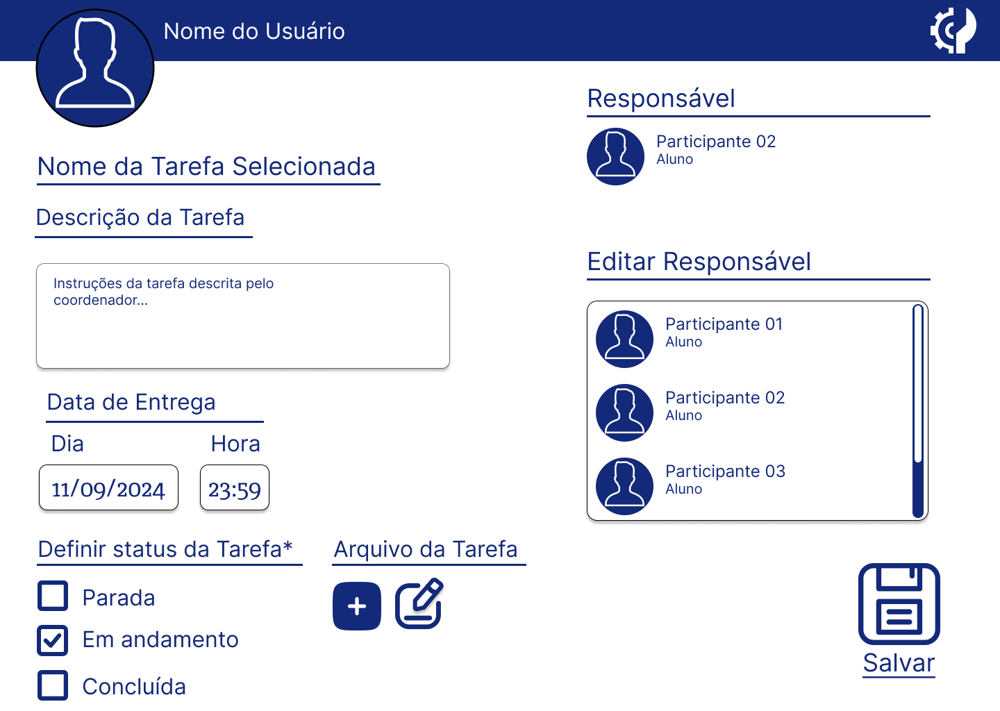 Nome do Usuário
Nome da Tarefa Selecionada
Descrição da Tarefa
Instruções da tarefa descrita pelo
coordenador...
Data de Entrega
Dia
Hora
11/09/2024
23:59
Definir status da Tarefa*
Parada
Em andamento
Concluída
Arquivo da Tarefa
Responsável
Participante 02
Aluno
Editar Responsável
Participante 01
Aluno
Participante 02
Aluno
Participante 03
Aluno
Salvar